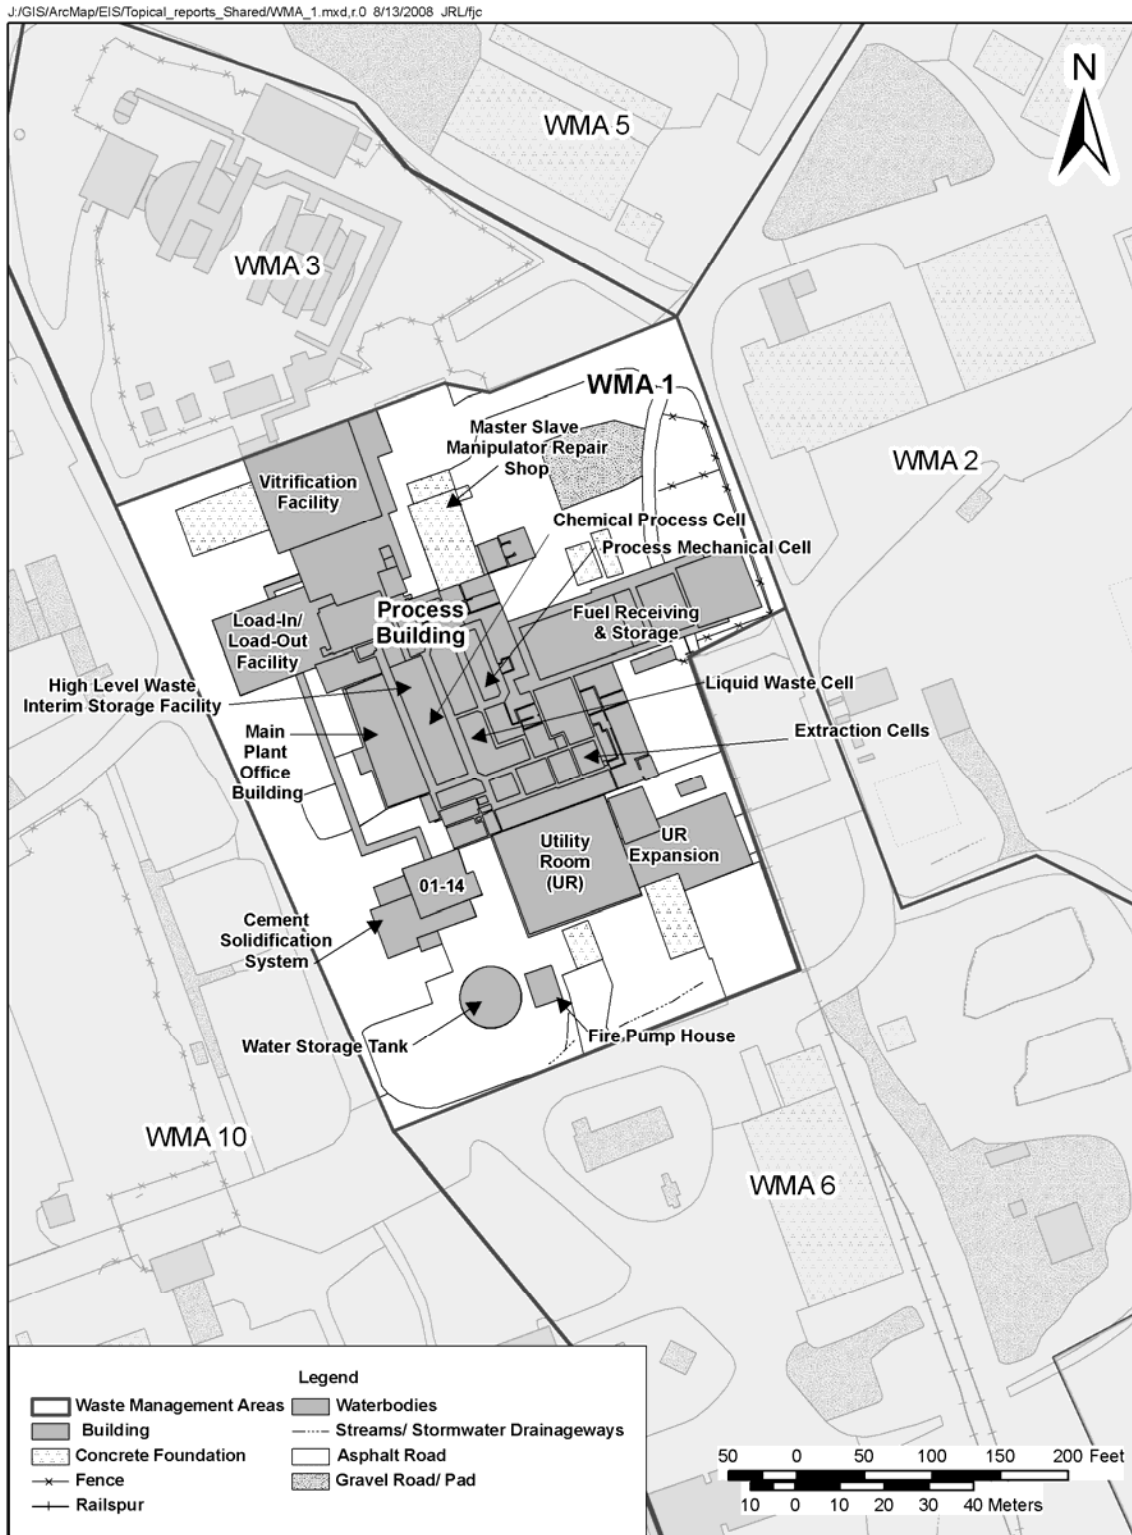 J:/GIS/ArcMap/EIS/Topical_reports_Shared/WMA_1.mxd,r.0 8/13/2008 JRL/fjc
N
WMA 5
WMA 3
WMA 1
Master Slave
Manipulator Repair
Shop
WMA 2
Vitrification
Facility
Chemical Process Cell
Process Mechanical Cell
Process
Building
Fuel Receiving
& Storage
Load-In/
Load-Out
Facility
High Level Waste
Interim Storage Facility
Liquid Waste Cell
Main
Plant
Office
Building
Extraction Cells
Utility
Room
(UR)
UR
Expansion
01-14
Cement
Solidification
System
Water Storage Tank
Fire Pump House
WMA 10
WMA 6
Legend
Waste Management Areas
Building
Concrete Foundation
Fence
Railspur
Waterbodies
Streams/ Stormwater Drainageways
Asphalt Road
Gravel Road/ Pad
50 0 50 100 150 200 Feet
10 0 10 20 30 40 Meters